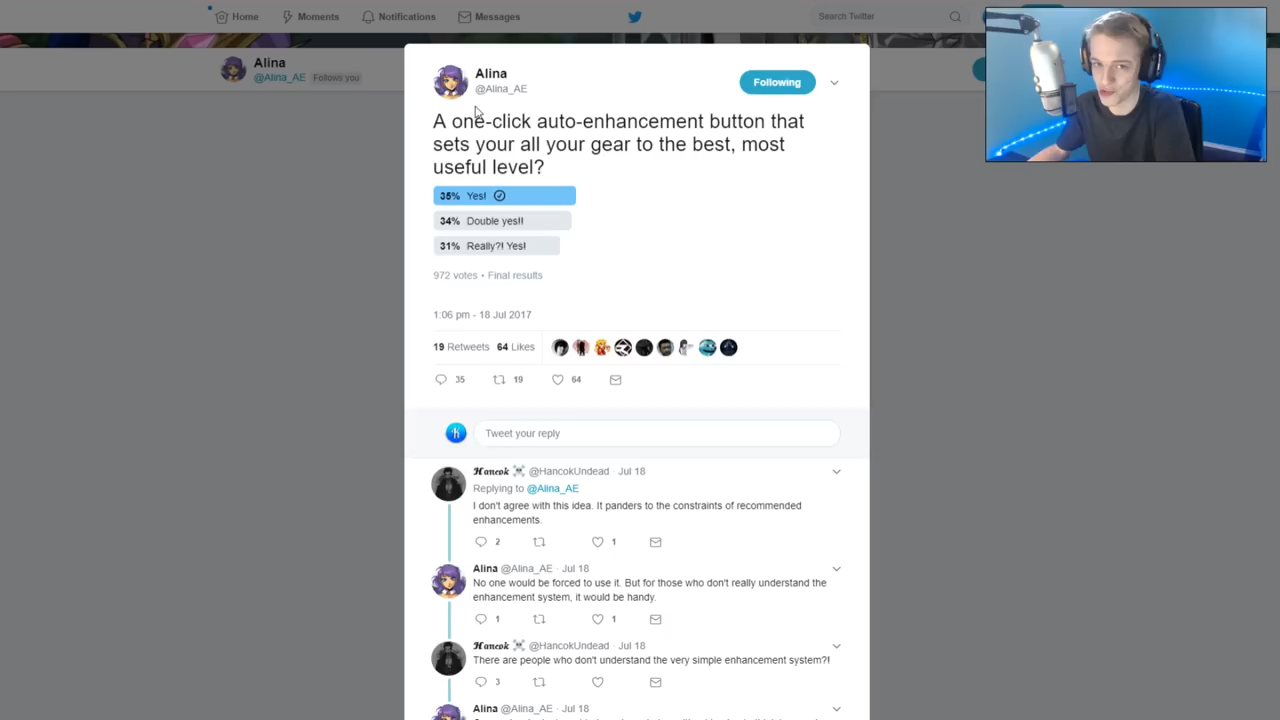 Home
Moments
Notifications
Messages
Search Twitter
Alina
@Alina_AE Follows you
Alina
@Alina_AE
Following
A one-click auto-enhancement button that
sets your all your gear to the best, most
useful level?
35% Yes!
34% Double yes!!
31% Really?! Yes!
972 votes • Final results
1:06 pm - 18 Jul 2017
19 Retweets 64 Likes
35 19 64
Tweet your reply
Hancok ☠ @HancokUndead · Jul 18
Replying to @Alina_AE
I don't agree with this idea. It panders to the constraints of recommended
enhancements.
2 1
Alina @Alina_AE · Jul 18
No one would be forced to use it. But for those who don't really understand the
enhancement system, it would be handy.
1 1
Hancok ☠ @HancokUndead · Jul 18
There are people who don't understand the very simple enhancement system?!
3
Alina @Alina_AE · Jul 18